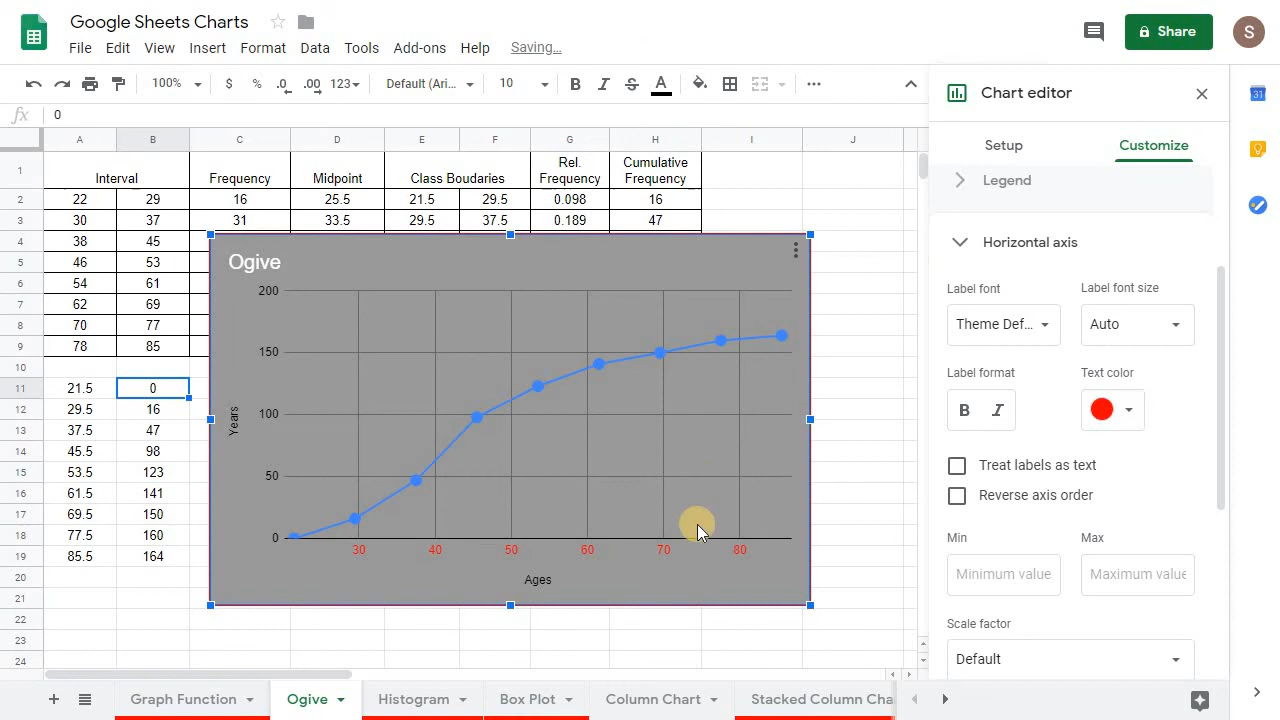 Google Sheets Charts
File Edit View Insert Format Data Tools Add-ons Help Saving...
Share
S
100% $ % .0 .00 123 Default (Ari... 10 B I S A
31
fx 0
Chart editor
Setup Customize
Legend
Horizontal axis
Label font Label font size
Theme Def... Auto
Label format Text color
B I
Treat labels as text
Reverse axis order
Min Max
Minimum value Maximum value
Scale factor
Default
A B C D E F G H I J
1 Interval Frequency Midpoint Class Boudaries Rel. Frequency Cumulative Frequency
2 22 29 16 25.5 21.5 29.5 0.098 16
3 30 37 31 33.5 29.5 37.5 0.189 47
4 38 45
5 46 53
6 54 61
7 62 69
8 70 77
9 78 85
10
11 21.5 0
12 29.5 16
13 37.5 47
14 45.5 98
15 53.5 123
16 61.5 141
17 69.5 150
18 77.5 160
19 85.5 164
20
21
22
23
24
Ogive
200
150
100
50
0
Years
30 40 50 60 70 80
Ages
Graph Function Ogive Histogram Box Plot Column Chart Stacked Column Cha